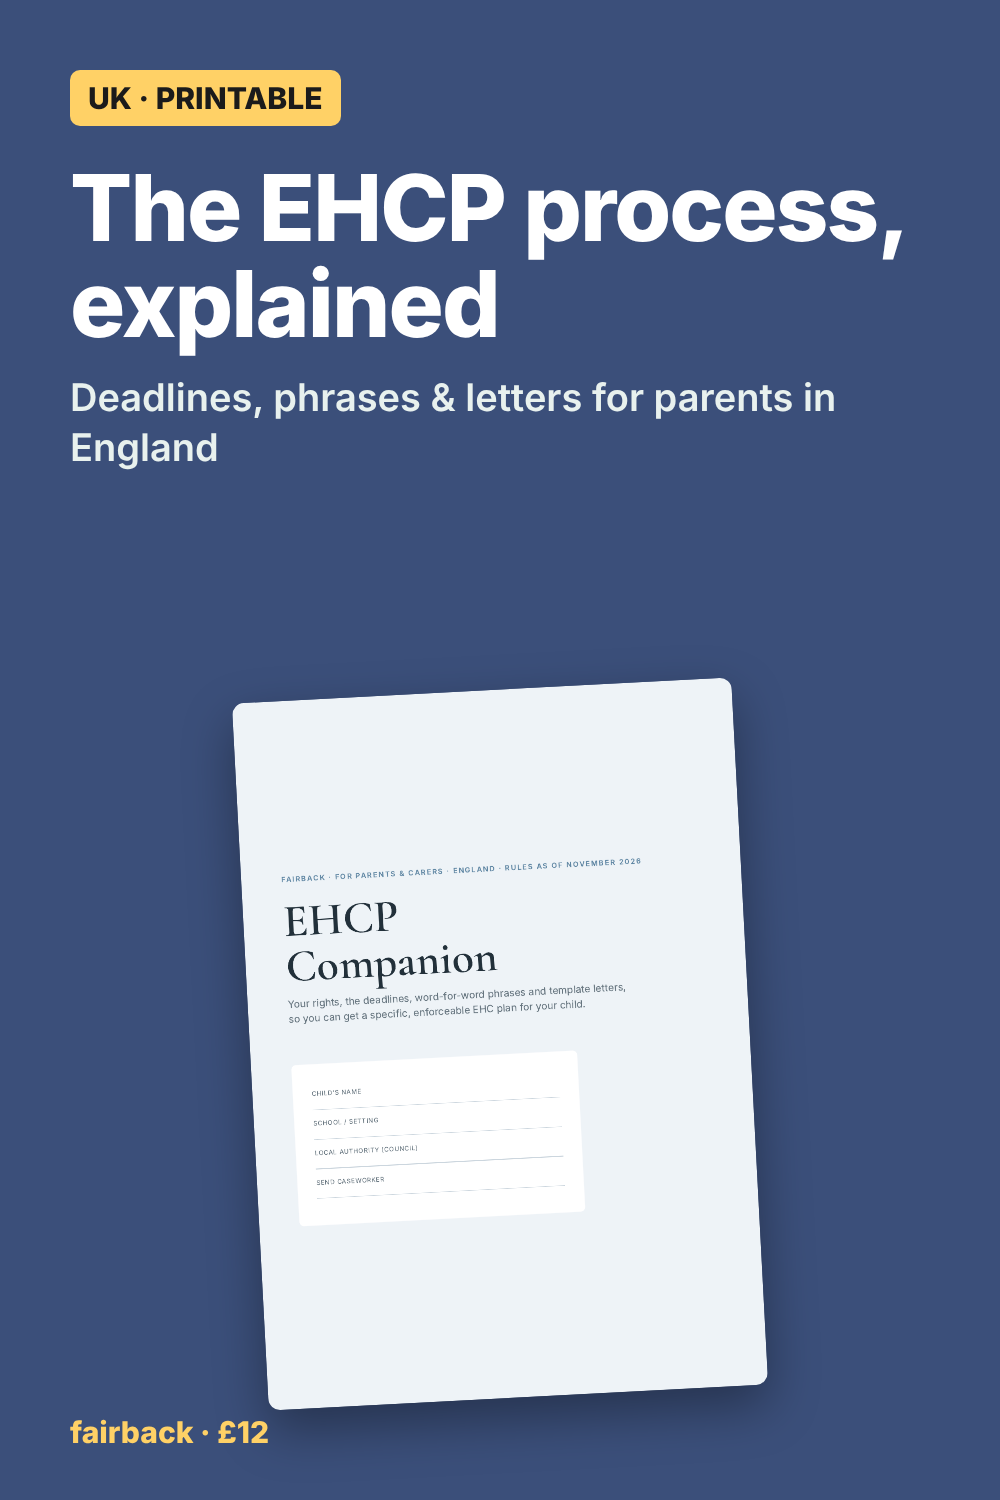 UK · PRINTABLE
The EHCP process,
explained
Deadlines, phrases & letters for parents in
England
FAIRBACK · FOR PARENTS & CARERS · ENGLAND · RULES AS OF NOVEMBER 2026
EHCP
Companion
Your rights, the deadlines, word-for-word phrases and template letters,
so you can get a specific, enforceable EHC plan for your child.
CHILD'S NAME
SCHOOL / SETTING
LOCAL AUTHORITY (COUNCIL)
SEND CASEWORKER
fairback · £12